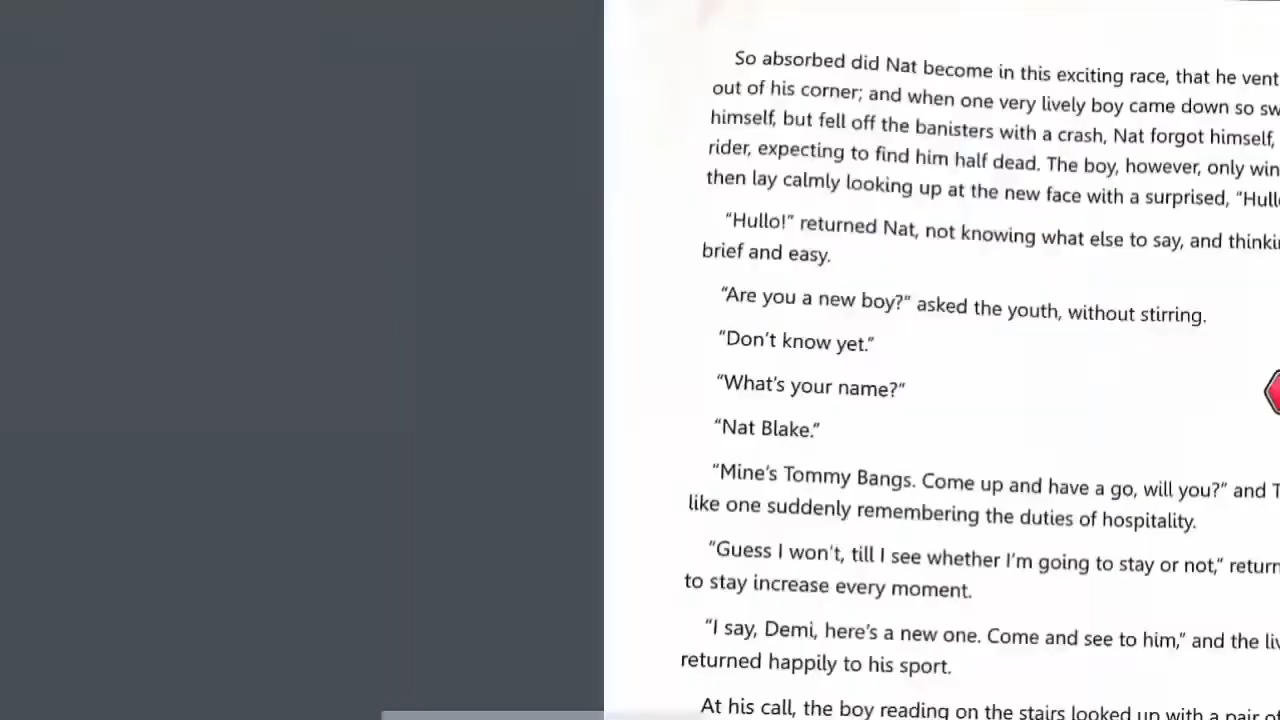 So absorbed did Nat become in this exciting race, that he
out of his corner; and when one very lively boy came down so
himself, but fell off the banisters with a crash, Nat forgot himself,
rider, expecting to find him half dead. The boy, however, only
then lay calmly looking up at the new face with a surprised,
“Hullo!” returned Nat, not knowing what else to say, and
brief and easy.
“Are you a new boy?” asked the youth, without stirring.
“Don’t know yet.”
“What’s your name?”
“Nat Blake.”
“Mine’s Tommy Bangs. Come up and have a go, will you?” and
like one suddenly remembering the duties of hospitality.
“Guess I won’t, till I see whether I’m going to stay or not,”
to stay increase every moment.
“I say, Demi, here’s a new one. Come and see to him,” and the
returned happily to his sport.
At his call, the boy reading on the stairs looked up with a pair of